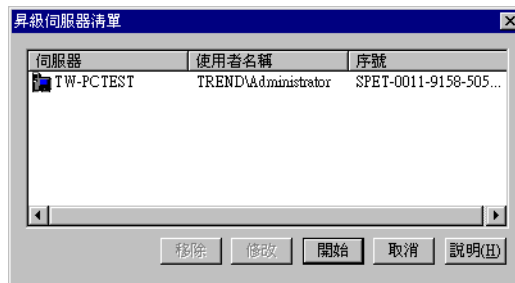 昇級伺服器清單
伺服器 使用者名稱 序號
TW-PCTEST TREND\Administrator SPET-0011-9158-505...
移除 修改 開始 取消 說明(H)